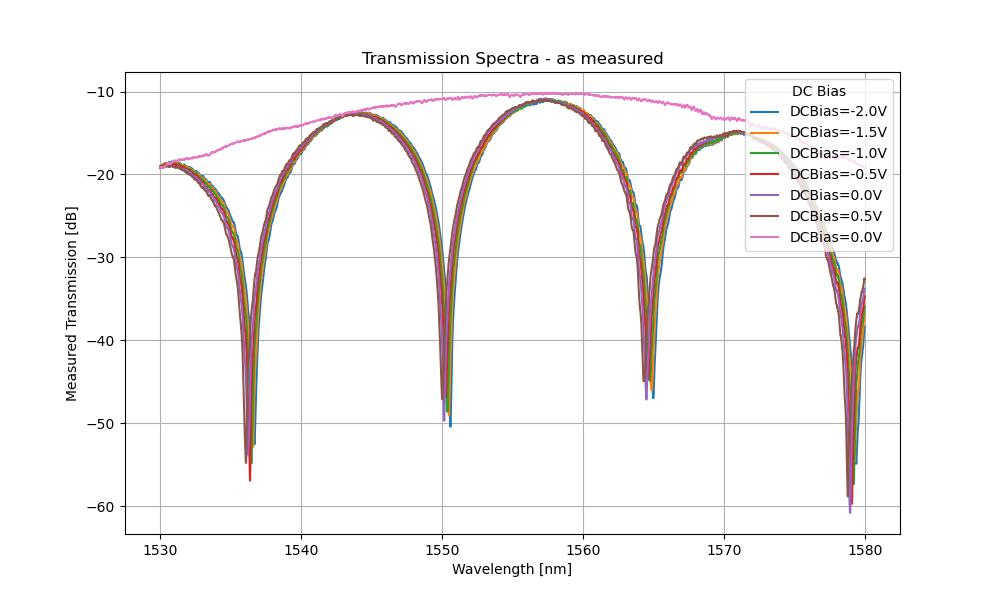 Transmission Spectra - as measured
Measured Transmission [dB]
−10
−20
−30
−40
−50
−60
DC Bias
DCBias=-2.0V
DCBias=-1.5V
DCBias=-1.0V
DCBias=-0.5V
DCBias=0.0V
DCBias=0.5V
DCBias=0.0V
1530
1540
1550
1560
1570
1580
Wavelength [nm]